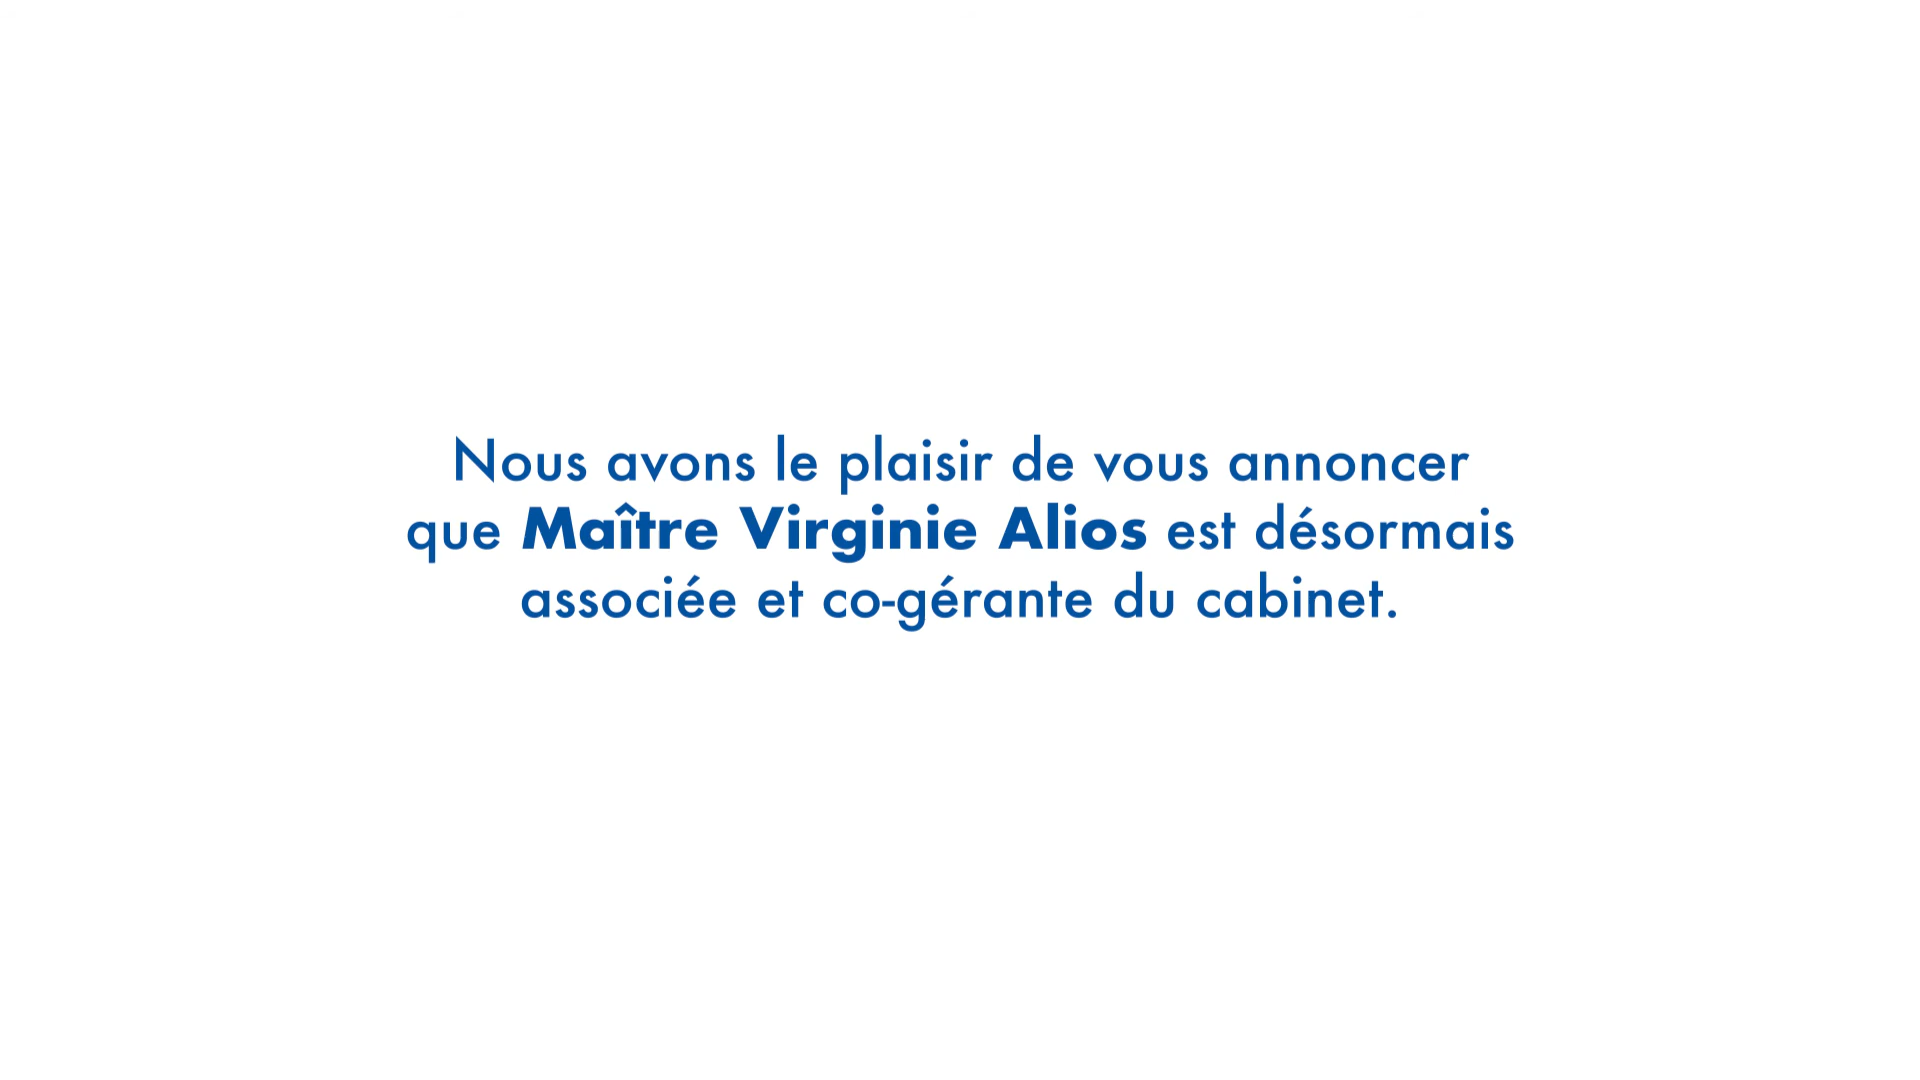 Nous avons le plaisir de vous annoncer
que Maître Virginie Alios est désormais
associée et co-gérante du cabinet.